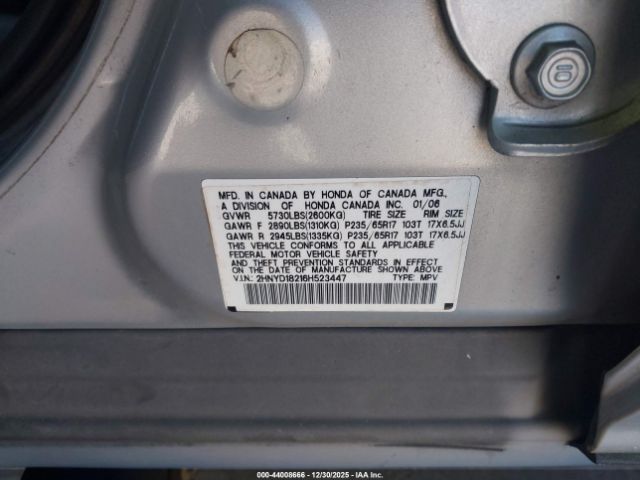 MFD. IN CANADA BY HONDA OF CANADA MFG.,
A DIVISION OF HONDA CANADA INC. 01/06
GVWR 5730LBS(2600KG) TIRE SIZE RIM SIZE
GAWR F 2890LBS(1310KG) P235/65R17 103T 17X6.5JJ
GAWR R 2945LBS(1335KG) P235/65R17 103T 17X6.5JJ
THIS VEHICLE CONFORMS TO ALL APPLICABLE
FEDERAL MOTOR VEHICLE SAFETY
AND THEFT PREVENTION STANDARDS IN EFFECT
ON THE DATE OF MANUFACTURE SHOWN ABOVE.
V.I.N.: 2HNYD18216H523447 TYPE: MPV
000-44008666 - 12/30/2025 - IAA Inc.